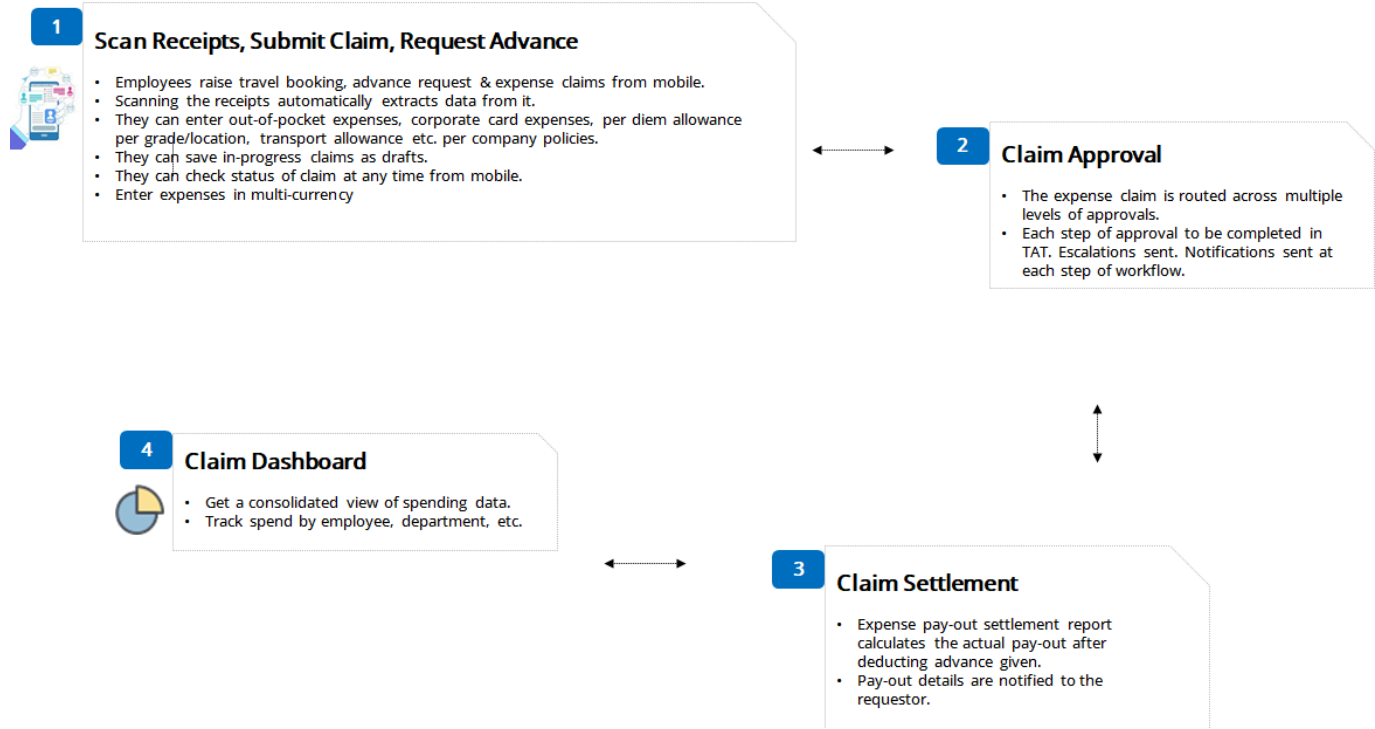 1
Scan Receipts, Submit Claim, Request Advance
• Employees raise travel booking, advance request & expense claims from mobile.
• Scanning the receipts automatically extracts data from it.
• They can enter out-of-pocket expenses, corporate card expenses, per diem allowance
per grade/location, transport allowance etc. per company policies.
• They can save in-progress claims as drafts.
• They can check status of claim at any time from mobile.
• Enter expenses in multi-currency
2
Claim Approval
• The expense claim is routed across multiple
levels of approvals.
• Each step of approval to be completed in
TAT. Escalations sent. Notifications sent at
each step of workflow.
4
Claim Dashboard
• Get a consolidated view of spending data.
• Track spend by employee, department, etc.
3
Claim Settlement
• Expense pay-out settlement report
calculates the actual pay-out after
deducting advance given.
• Pay-out details are notified to the
requestor.